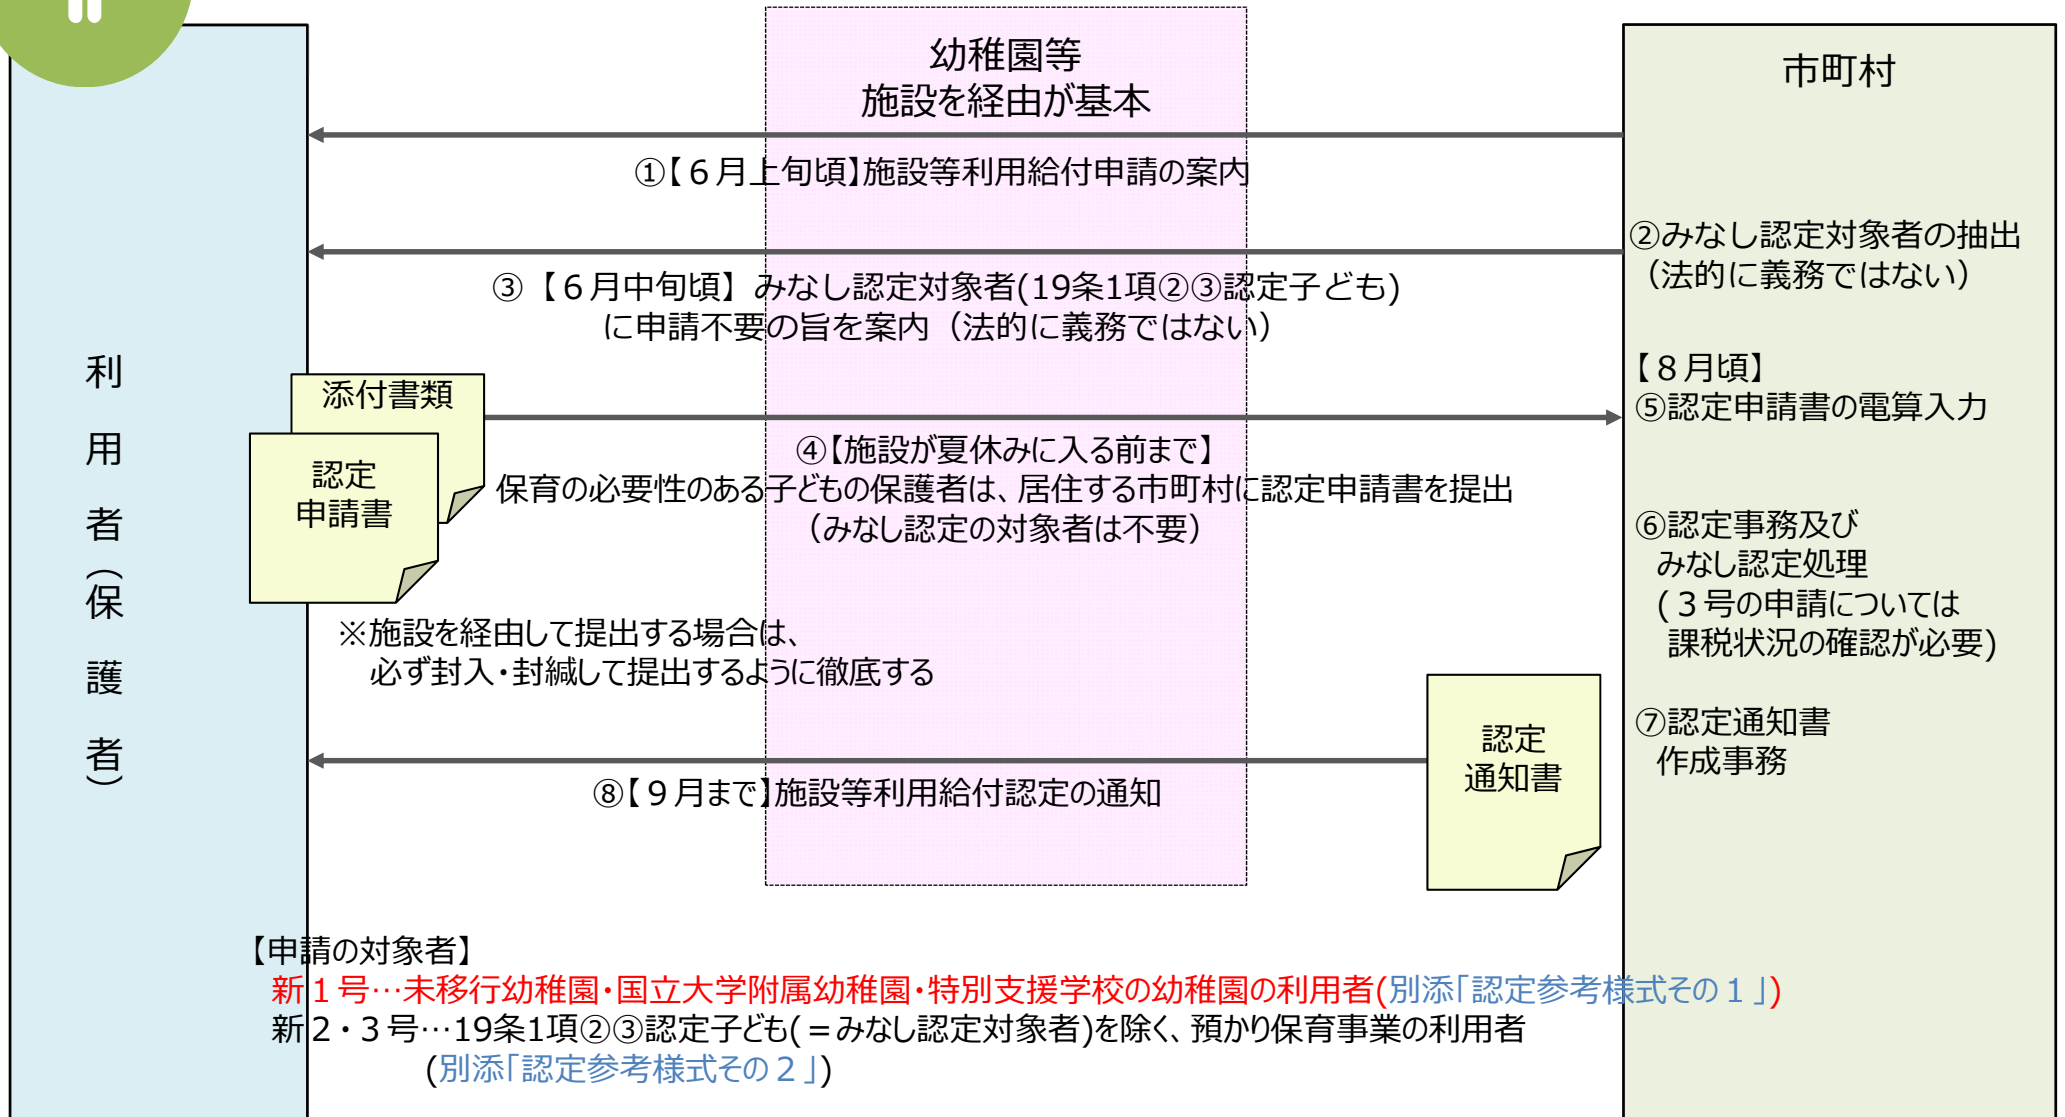 幼稚園等
施設を経由が基本
市町村
①【６月上旬頃】施設等利用給付申請の案内
②みなし認定対象者の抽出
（法的に義務ではない）
③【６月中旬頃】みなし認定対象者(19条1項②③認定子ども)
に申請不要の旨を案内（法的に義務ではない）
利用者（保護者）
添付書類
認定
申請書
④【施設が夏休みに入る前まで】
保育の必要性のある子どもの保護者は、居住する市町村に認定申請書を提出
（みなし認定の対象者は不要）
【８月頃】
⑤認定申請書の電算入力
⑥認定事務及び
みなし認定処理
(３号の申請については
課税状況の確認が必要)
※施設を経由して提出する場合は、
必ず封入・封緘して提出するように徹底する
⑦認定通知書
作成事務
認定
通知書
⑧【９月まで】施設等利用給付認定の通知
【申請の対象者】
新１号…未移行幼稚園・国立大学附属幼稚園・特別支援学校の幼稚園の利用者(別添「認定参考様式その１」)
新２・３号…19条1項②③認定子ども(＝みなし認定対象者)を除く、預かり保育事業の利用者
(別添「認定参考様式その２」)